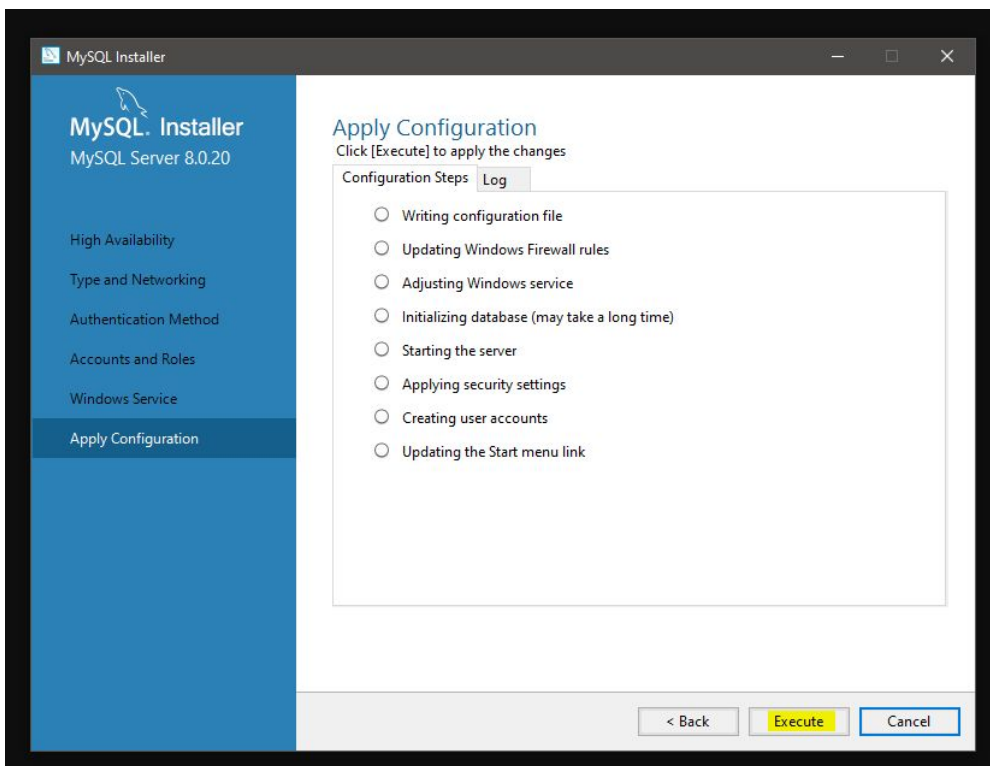 MySQL Installer
MySQL. Installer
MySQL Server 8.0.20
High Availability
Type and Networking
Authentication Method
Accounts and Roles
Windows Service
Apply Configuration
Apply Configuration
Click [Execute] to apply the changes
Configuration Steps Log
Writing configuration file
Updating Windows Firewall rules
Adjusting Windows service
Initializing database (may take a long time)
Starting the server
Applying security settings
Creating user accounts
Updating the Start menu link
< Back Execute Cancel